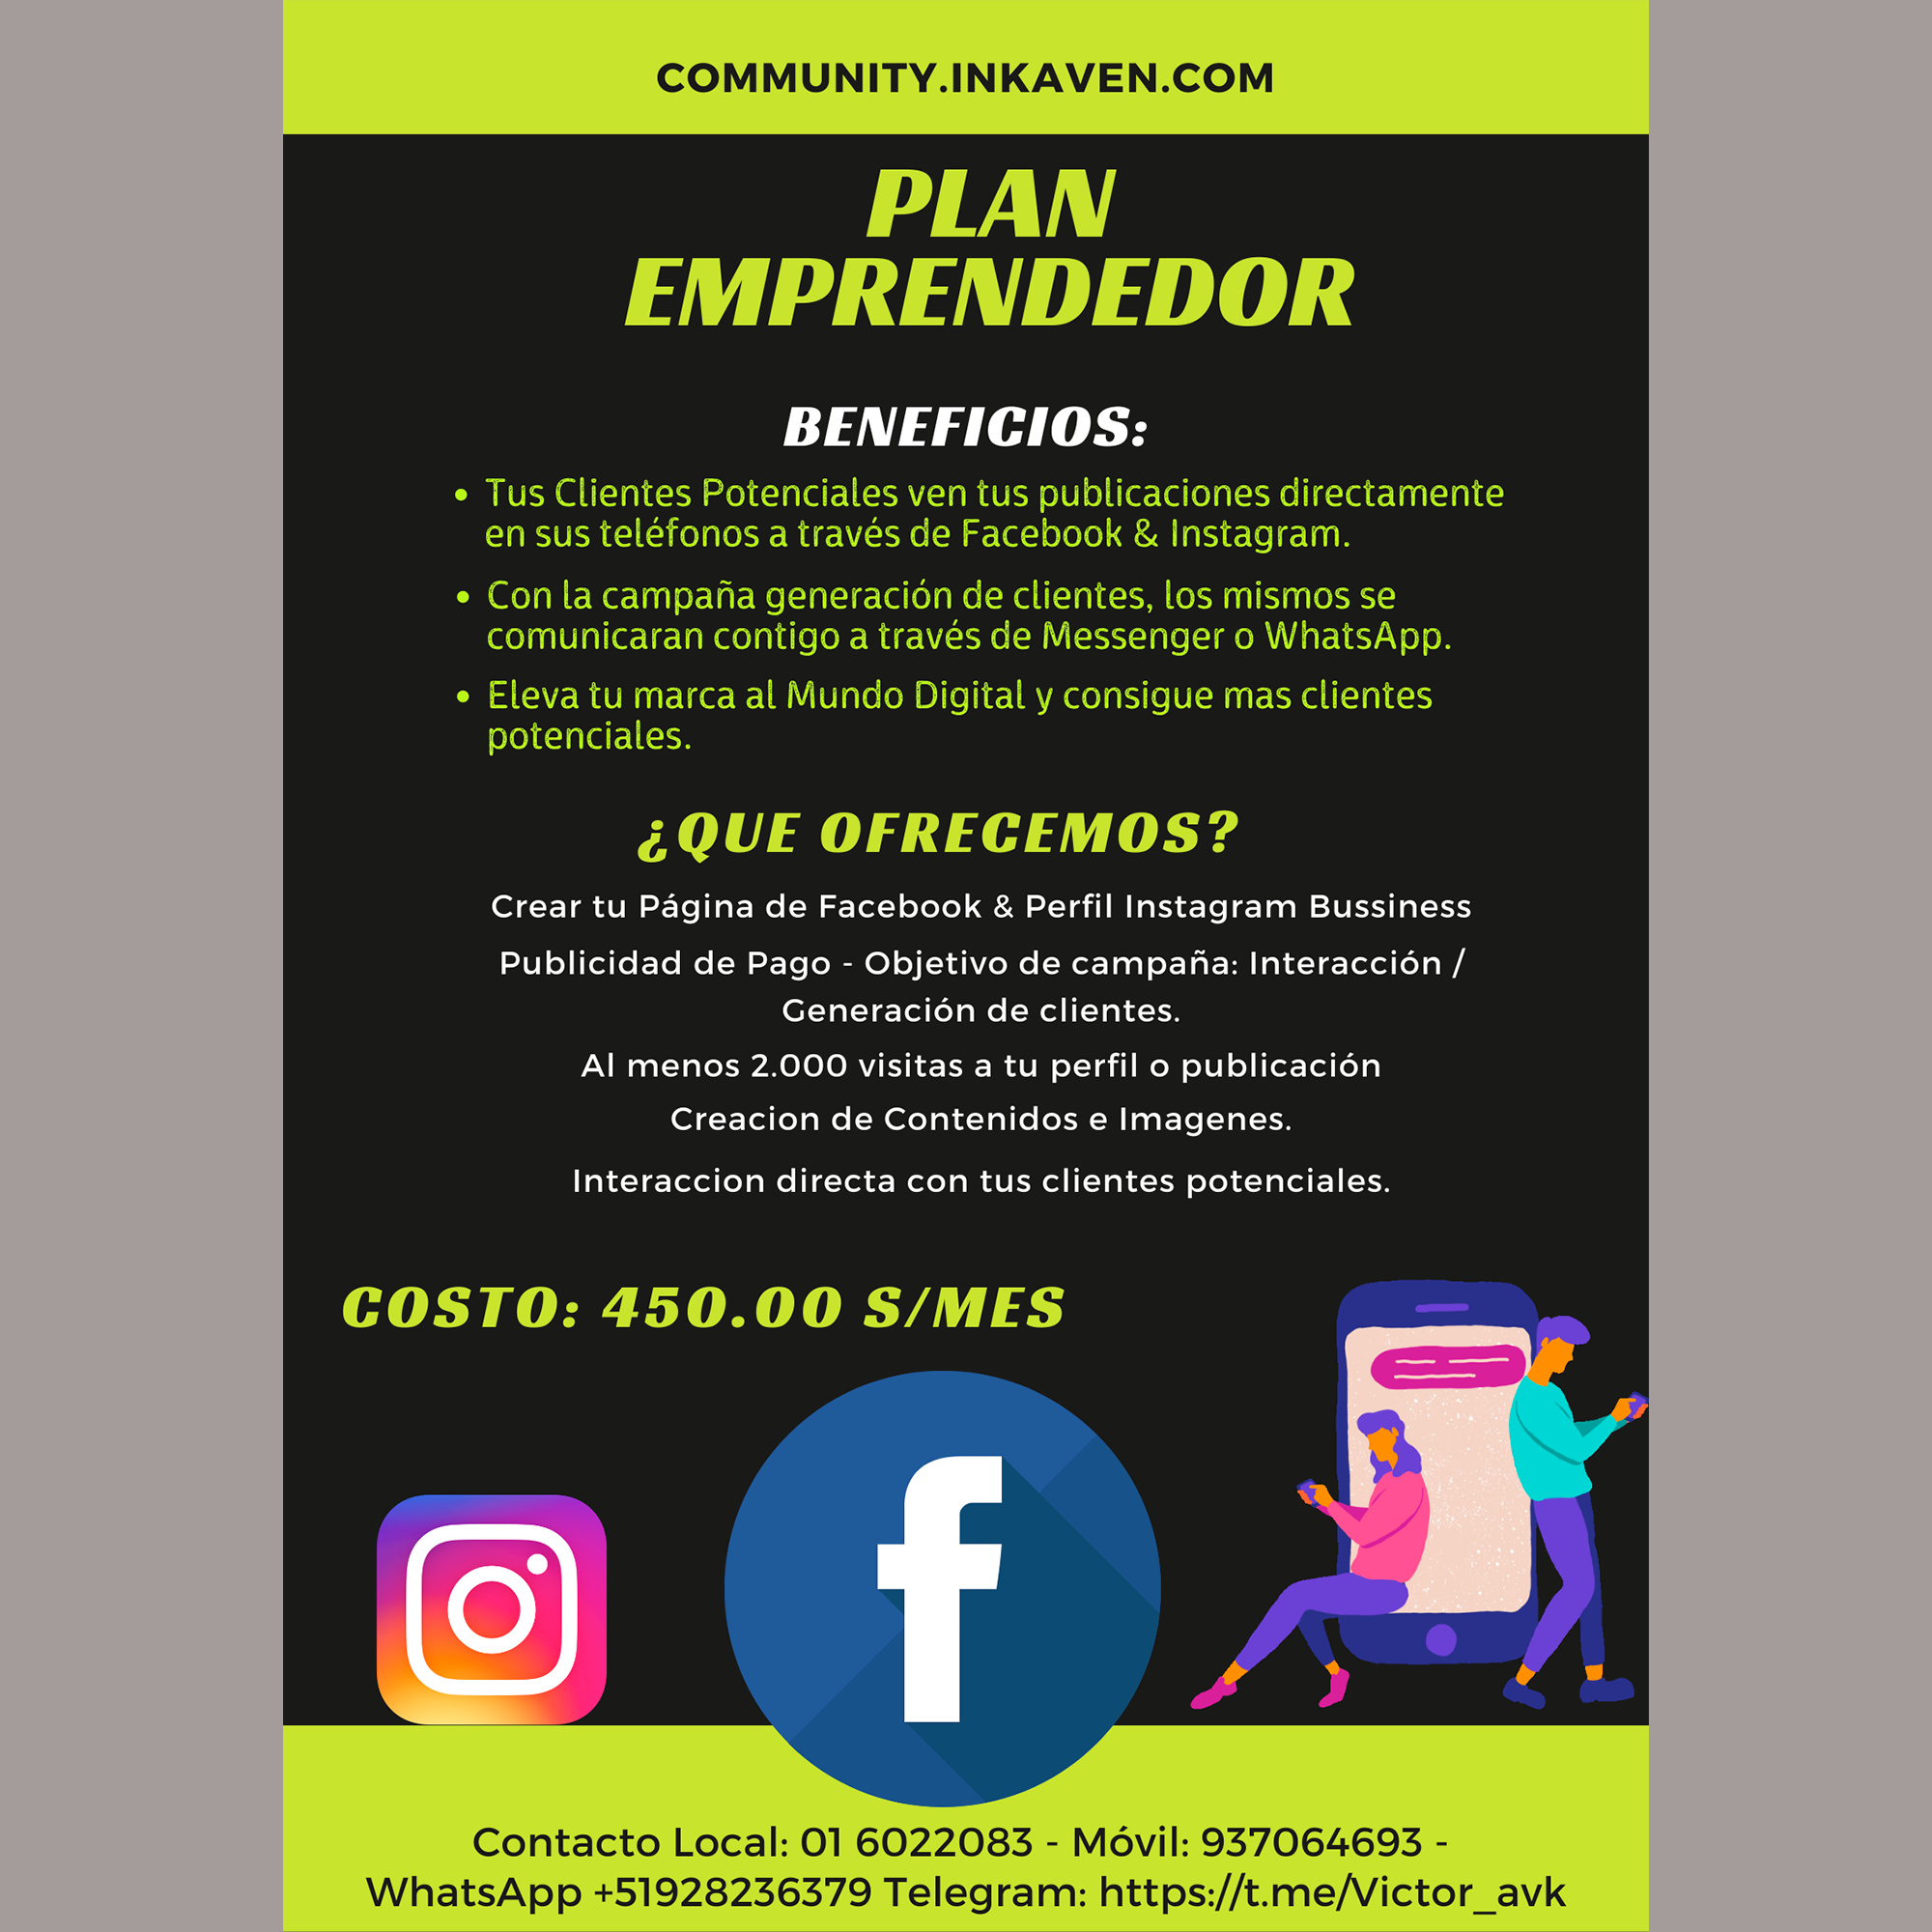 COMMUNITY.INKAVEN.COM
PLAN
EMPRENDEDOR
BENEFICIOS:
• Tus Clientes Potenciales ven tus publicaciones directamente
en sus teléfonos a través de Facebook & Instagram.
• Con la campaña generación de clientes, los mismos se
comunicaran contigo a través de Messenger o WhatsApp.
• Eleva tu marca al Mundo Digital y consigue mas clientes
potenciales.
¿QUE OFRECEMOS?
Crear tu Página de Facebook & Perfil Instagram Bussiness
Publicidad de Pago - Objetivo de campaña: Interacción /
Generación de clientes.
Al menos 2.000 visitas a tu perfil o publicación
Creacion de Contenidos e Imagenes.
Interaccion directa con tus clientes potenciales.
COSTO: 450.00 S/MES
Contacto Local: 01 6022083 - Móvil: 937064693 -
WhatsApp +51928236379 Telegram: https://t.me/Victor_avk